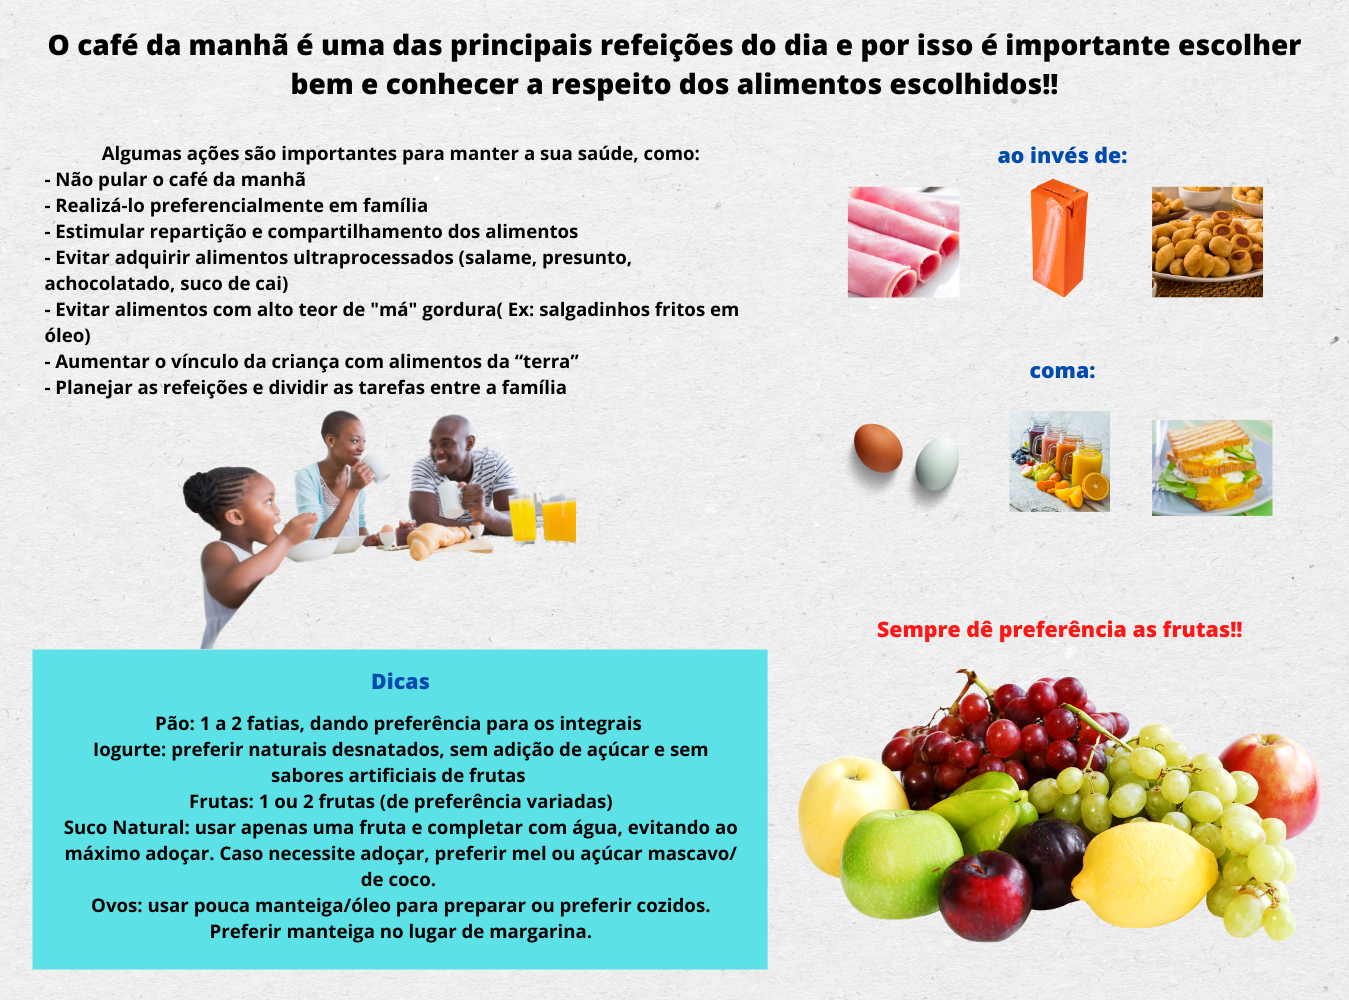 O café da manhã é uma das principais refeições do dia e por isso é importante escolher
bem e conhecer a respeito dos alimentos escolhidos!!
Algumas ações são importantes para manter a sua saúde, como:
- Não pular o café da manhã
- Realizá-lo preferencialmente em família
- Estimular repartição e compartilhamento dos alimentos
- Evitar adquirir alimentos ultraprocessados (salame, presunto,
achocolatado, suco de cai)
- Evitar alimentos com alto teor de "má" gordura( Ex: salgadinhos fritos em
óleo)
- Aumentar o vínculo da criança com alimentos da “terra”
- Planejar as refeições e dividir as tarefas entre a família
ao invés de:
coma:
Sempre dê preferência as frutas!!
Dicas
Pão: 1 a 2 fatias, dando preferência para os integrais
Iogurte: preferir naturais desnatados, sem adição de açúcar e sem
sabores artificiais de frutas
Frutas: 1 ou 2 frutas (de preferência variadas)
Suco Natural: usar apenas uma fruta e completar com água, evitando ao
máximo adoçar. Caso necessite adoçar, preferir mel ou açúcar mascavo/
de coco.
Ovos: usar pouca manteiga/óleo para preparar ou preferir cozidos.
Preferir manteiga no lugar de margarina.